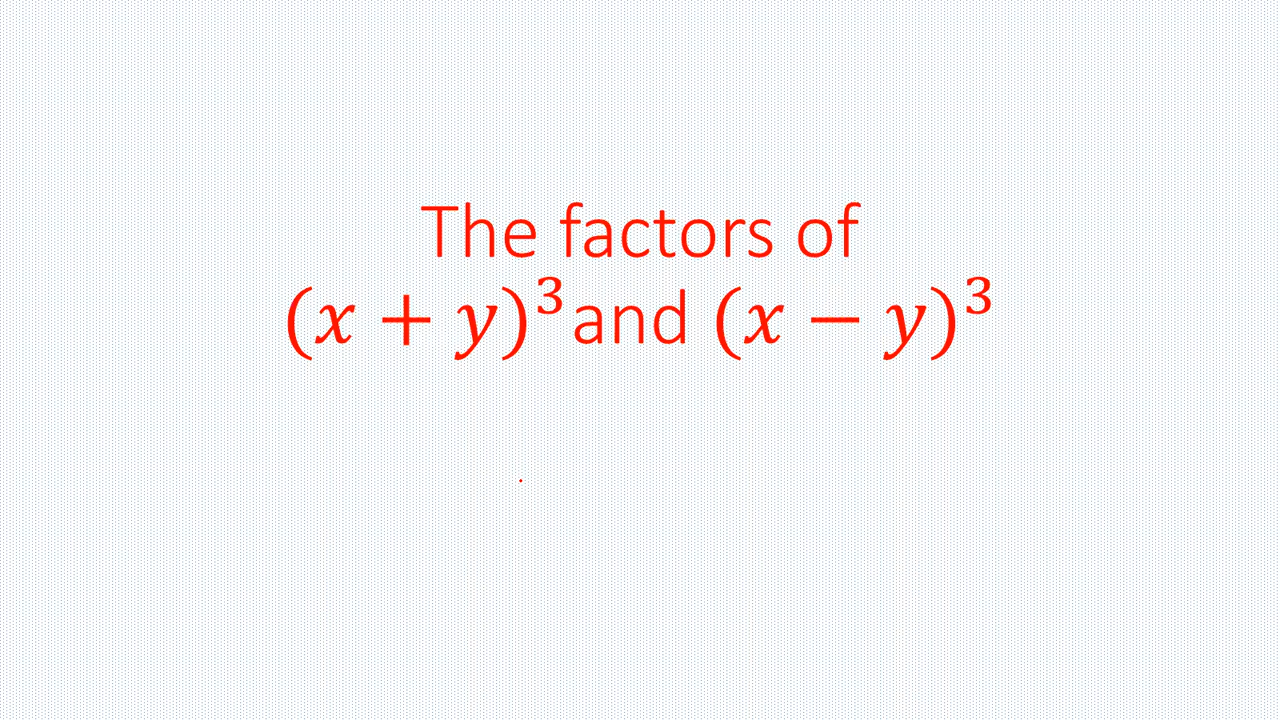 The factors of
(𝑥 + 𝑦)³and (𝑥 − 𝑦)³